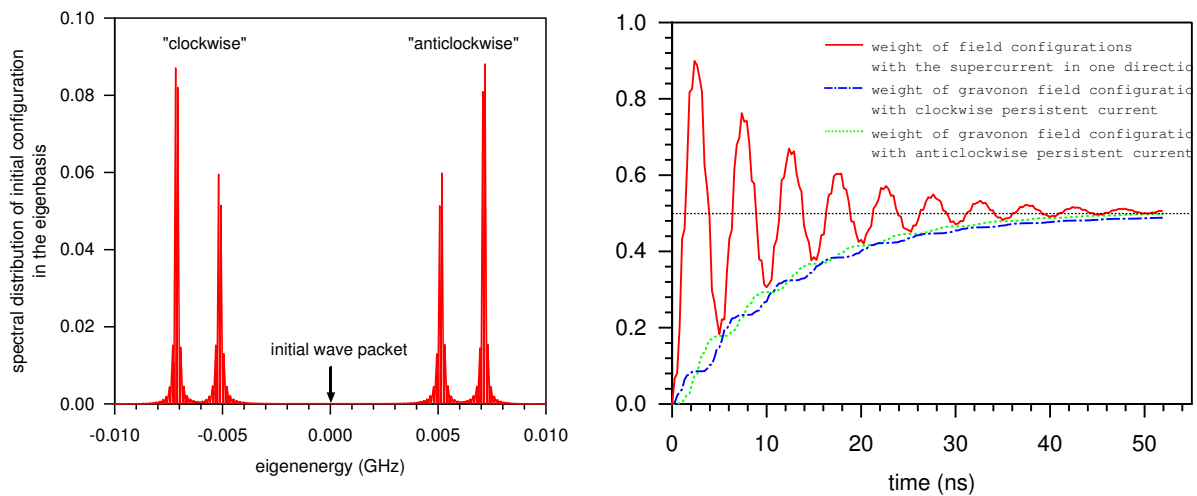 spectral distribution of initial configuration
in the eigenbasis
0.10
0.08
0.06
0.04
0.02
0.00
"clockwise"
"anticlockwise"
initial wave packet
-0.010
-0.005
0.000
0.005
0.010
eigenenergy (GHz)
1.0
0.8
0.6
0.4
0.2
0.0
weight of field configurations
with the supercurrent in one directio
weight of gravonon field configuratio
with clockwise persistent current
weight of gravonon field configuratio
with anticlockwise persistent current
0
10
20
30
40
50
time (ns)